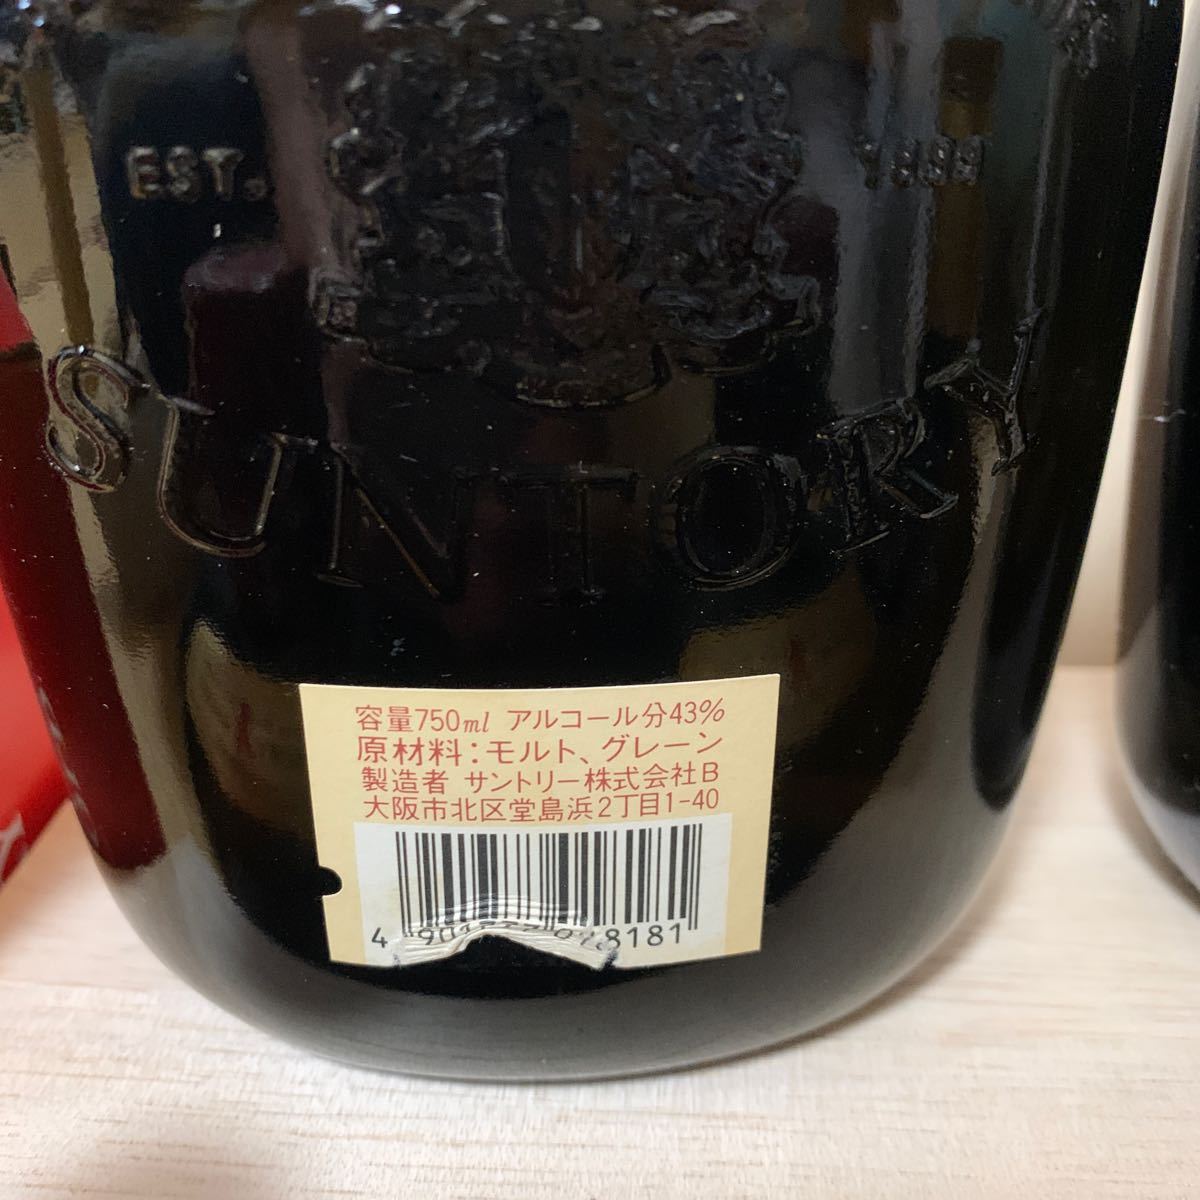 EST. 1899
SUNTORY
容量750ml アルコール分43%
原材料:モルト、グレーン
製造者 サントリー株式会社B
大阪市北区堂島浜2丁目1-40